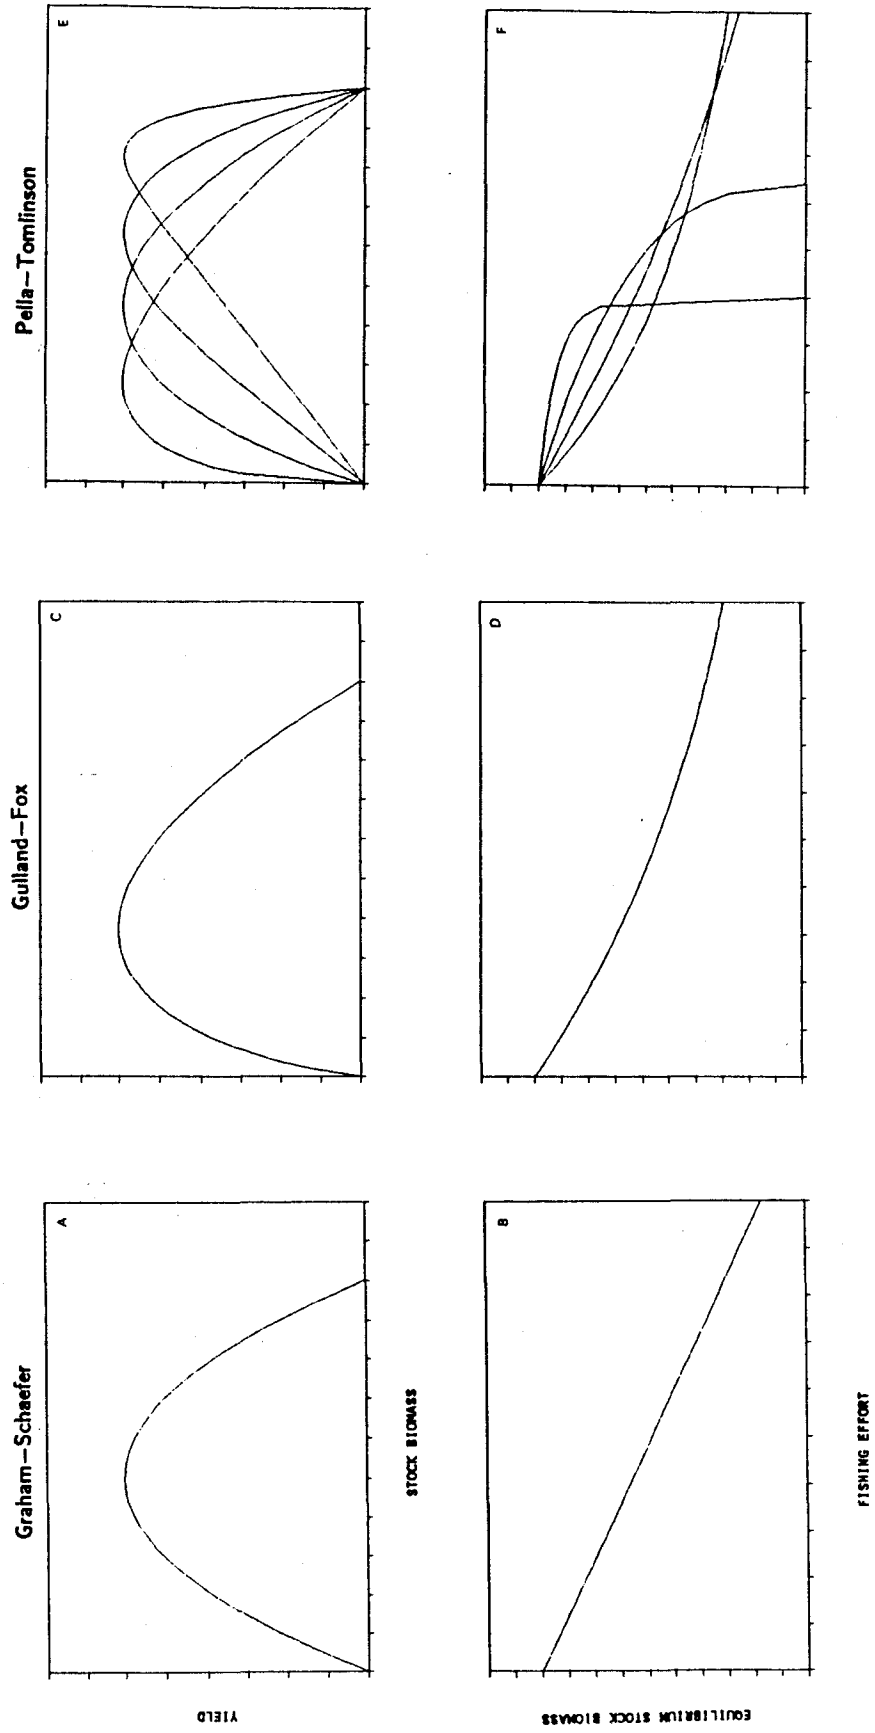 Graham–Schaefer
Gulland–Fox
Pella–Tomlinson
A
C
E
YIELD
STOCK BIOMASS
B
D
F
EQUILIBRIUM STOCK BIOMASS
FISHING EFFORT